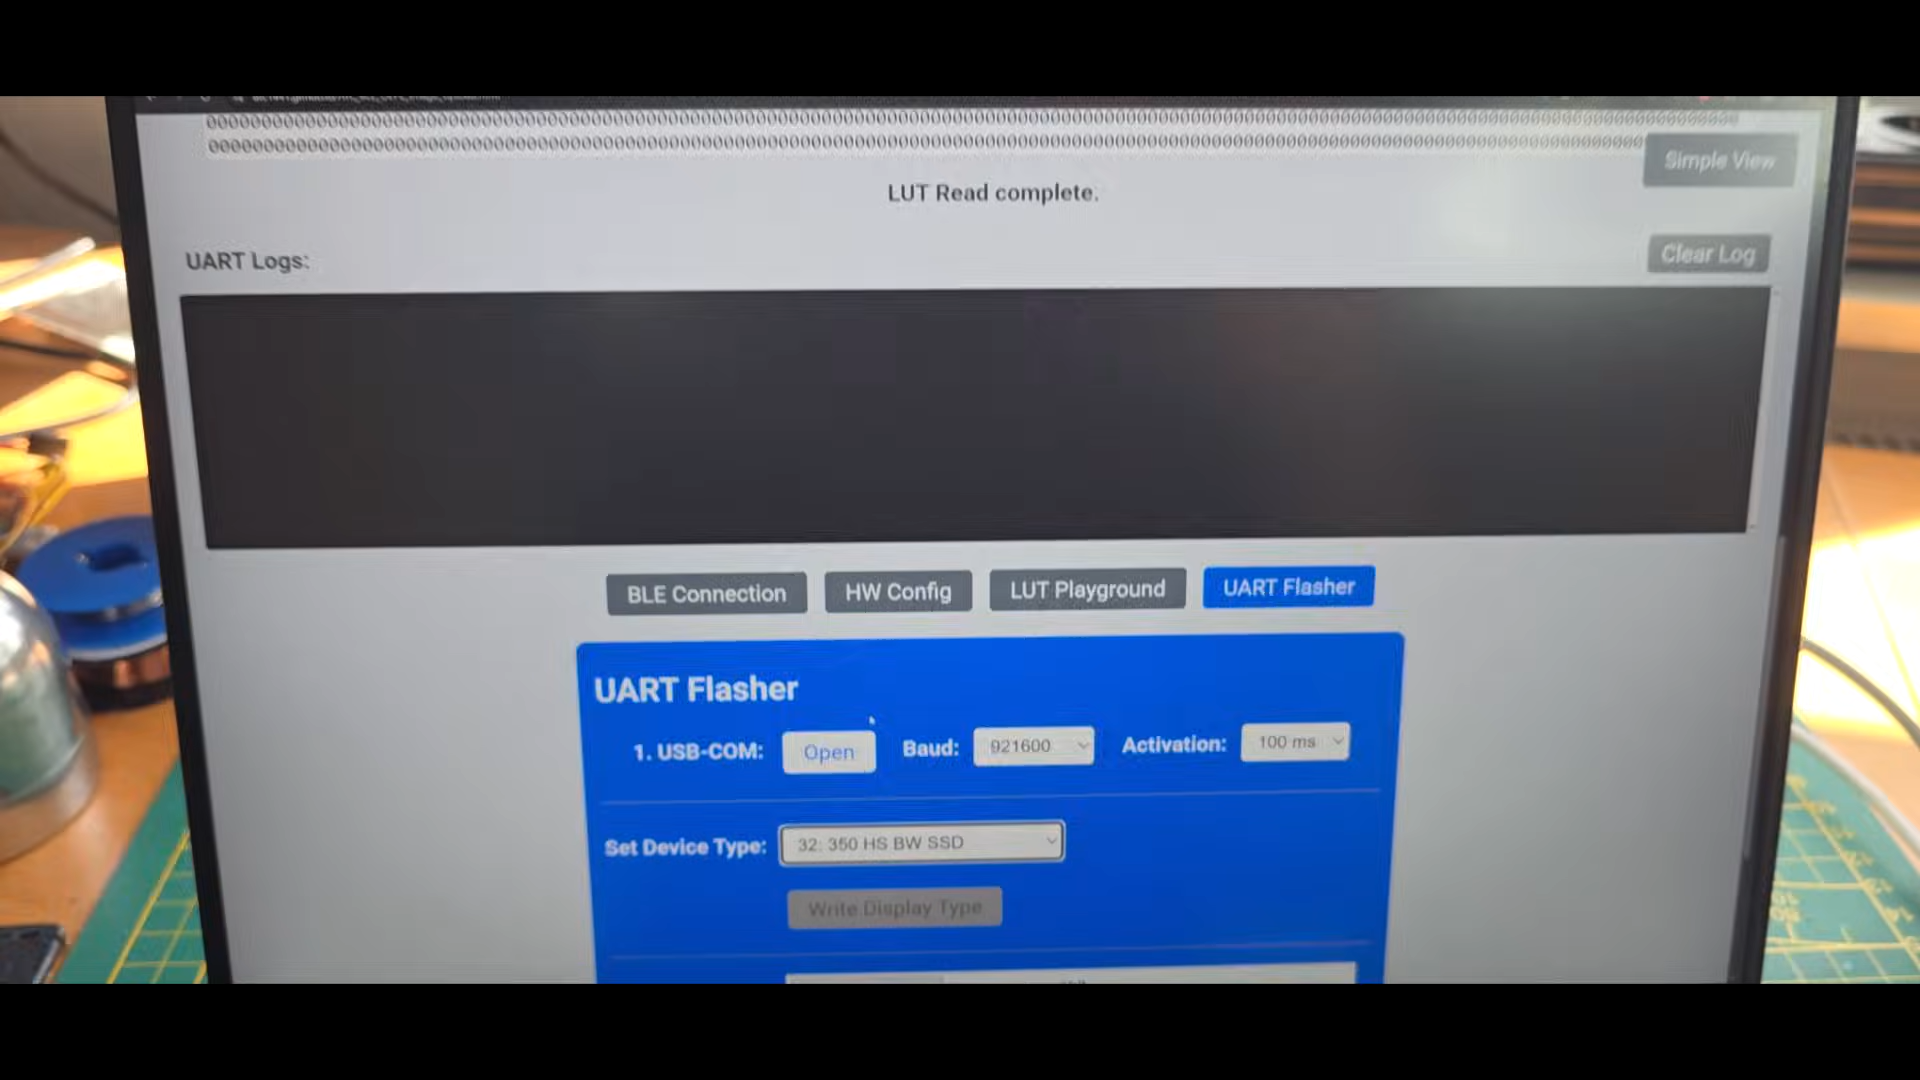 Simple View
LUT Read complete.
UART Logs:
Clear Log
BLE Connection
HW Config
LUT Playground
UART Flasher
UART Flasher
1. USB-COM:
Open
Baud:
921600
Activation:
100 ms
Set Device Type:
32: 350 HS BW SSD
Write Display Type